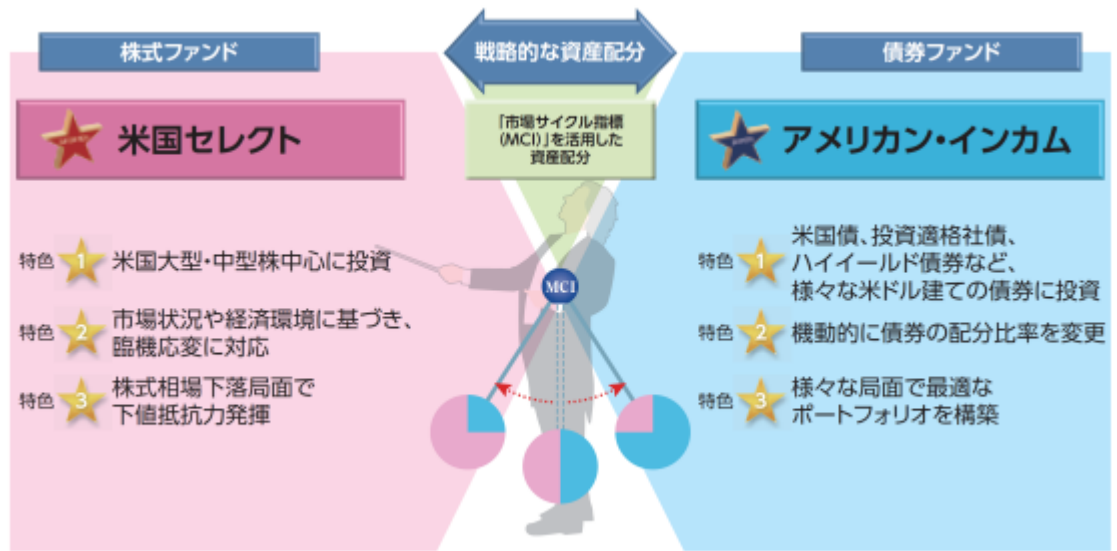 株式ファンド
戦略的な資産配分
債券ファンド
米国セレクト
「市場サイクル指標
(MCI)」を活用した
資産配分
アメリカン・インカム
特色 1 米国大型・中型株中心に投資
特色 2 市場状況や経済環境に基づき、
臨機応変に対応
特色 3 株式相場下落局面で
下値抵抗力発揮
MCI
特色 1 米国債、投資適格社債、
ハイイールド債券など、
様々な米ドル建ての債券に投資
特色 2 機動的に債券の配分比率を変更
特色 3 様々な局面で最適な
ポートフォリオを構築